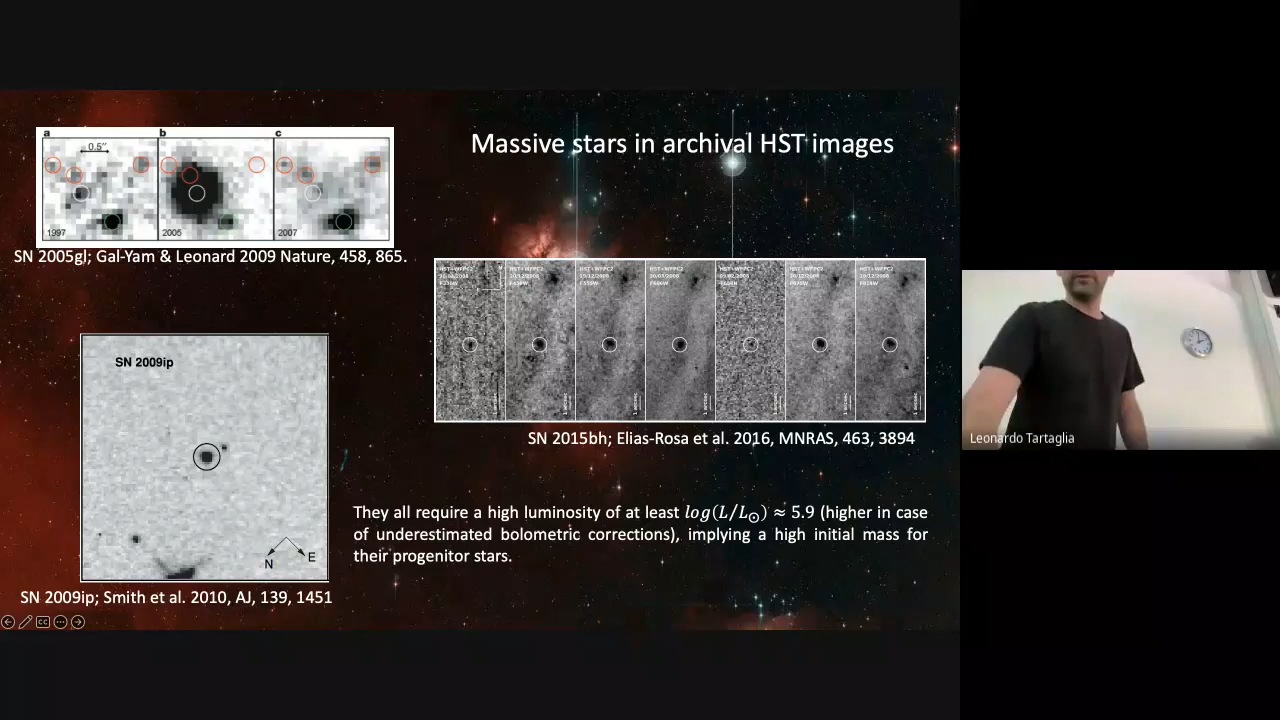 Massive stars in archival HST images
a b c
0.5″
1997 2005 2007
SN 2005gl; Gal-Yam & Leonard 2009 Nature, 458, 865.
SN 2015bh; Elias-Rosa et al. 2016, MNRAS, 463, 3894
SN 2009ip
N E
SN 2009ip; Smith et al. 2010, AJ, 139, 1451
They all require a high luminosity of at least log(L/L☉) ≈ 5.9 (higher in case
of underestimated bolometric corrections), implying a high initial mass for
their progenitor stars.
CC
Leonardo Tartaglia